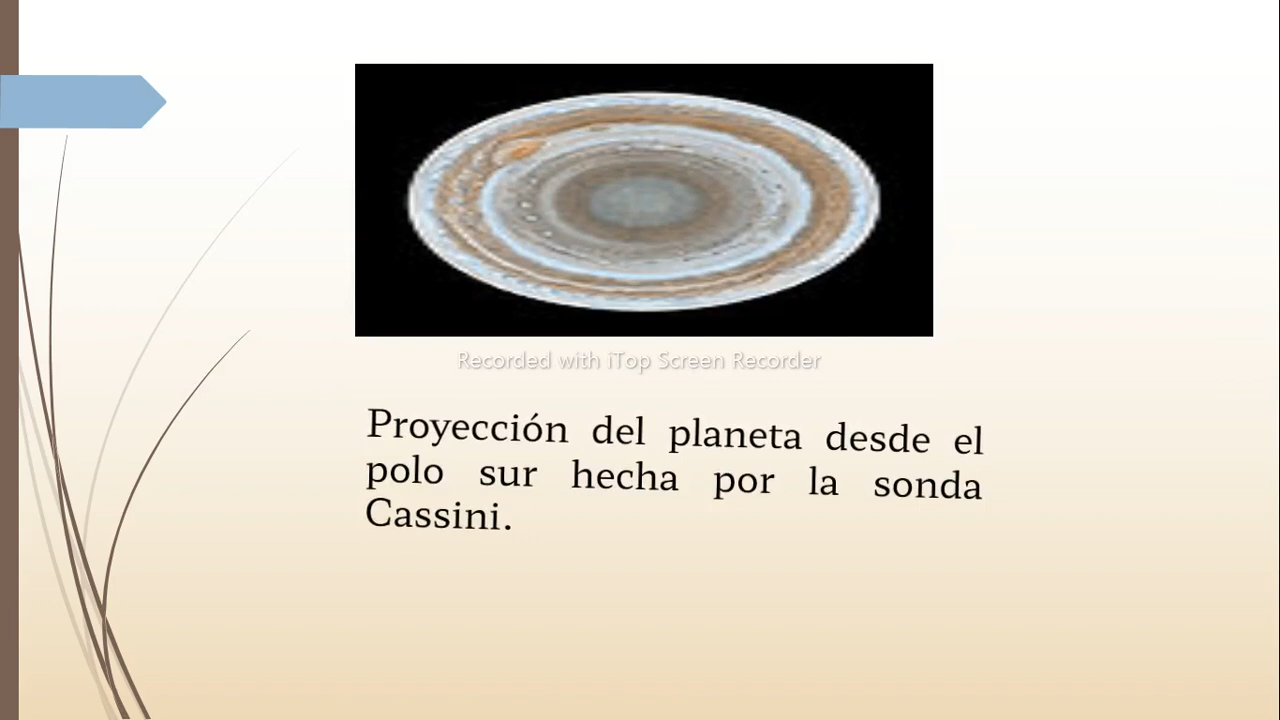 Recorded with iTop Screen Recorder
Proyección del planeta desde el
polo sur hecha por la sonda
Cassini.